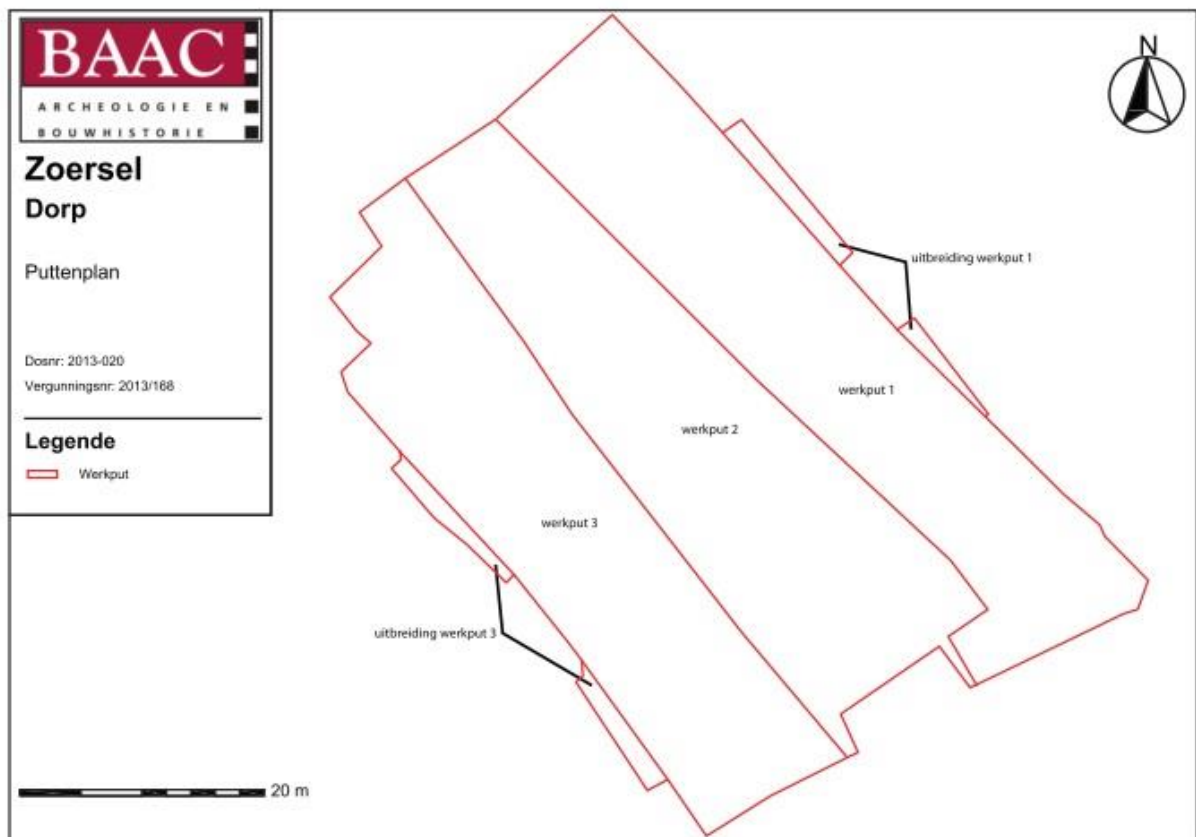 BAAC
ARCHEOLOGIE EN
BOUWHISTORIE
Zoersel
Dorp
Puttenplan
Dosnr: 2013-020
Vergunningsnr: 2013/168
Legende
Werkput
N
uitbreiding werkput 1
werkput 1
werkput 2
werkput 3
uitbreiding werkput 3
20 m